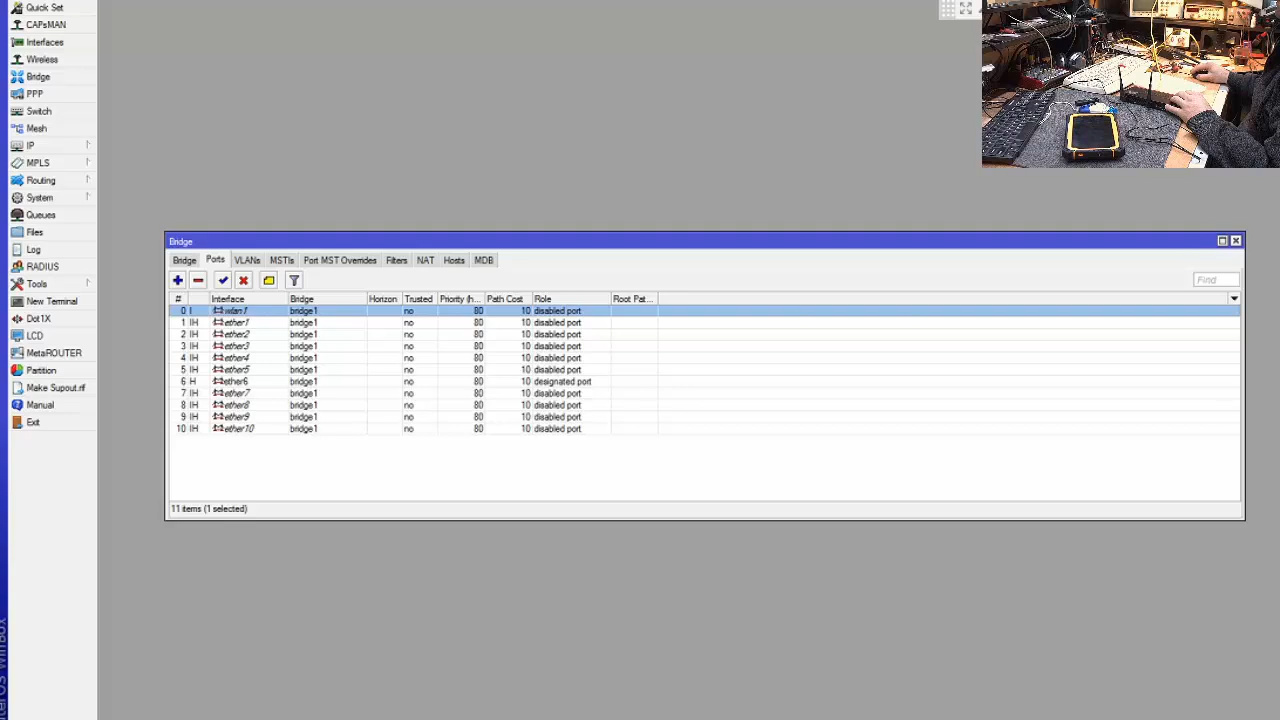 Quick Set
CAPsMAN
Interfaces
Wireless
Bridge
PPP
Switch
Mesh
IP
MPLS
Routing
System
Queues
Files
Log
RADIUS
Tools
New Terminal
Dot1X
LCD
MetaROUTER
Partition
Make Supout.rif
Manual
Exit
Bridge
Bridge Ports VLANs MSTIs Port MST Overrides Filters NAT Hosts MDB
Find
# Interface Bridge Horizon Trusted Priority (h... Path Cost Role Root Pat...
0 I wlan1 bridge1 no 80 10 disabled port
1 IH ether1 bridge1 no 80 10 disabled port
2 IH ether2 bridge1 no 80 10 disabled port
3 IH ether3 bridge1 no 80 10 disabled port
4 IH ether4 bridge1 no 80 10 disabled port
5 IH ether5 bridge1 no 80 10 disabled port
6 H ether6 bridge1 no 80 10 designated port
7 IH ether7 bridge1 no 80 10 disabled port
8 IH ether8 bridge1 no 80 10 disabled port
9 IH ether9 bridge1 no 80 10 disabled port
10 IH ether10 bridge1 no 80 10 disabled port
11 items (1 selected)